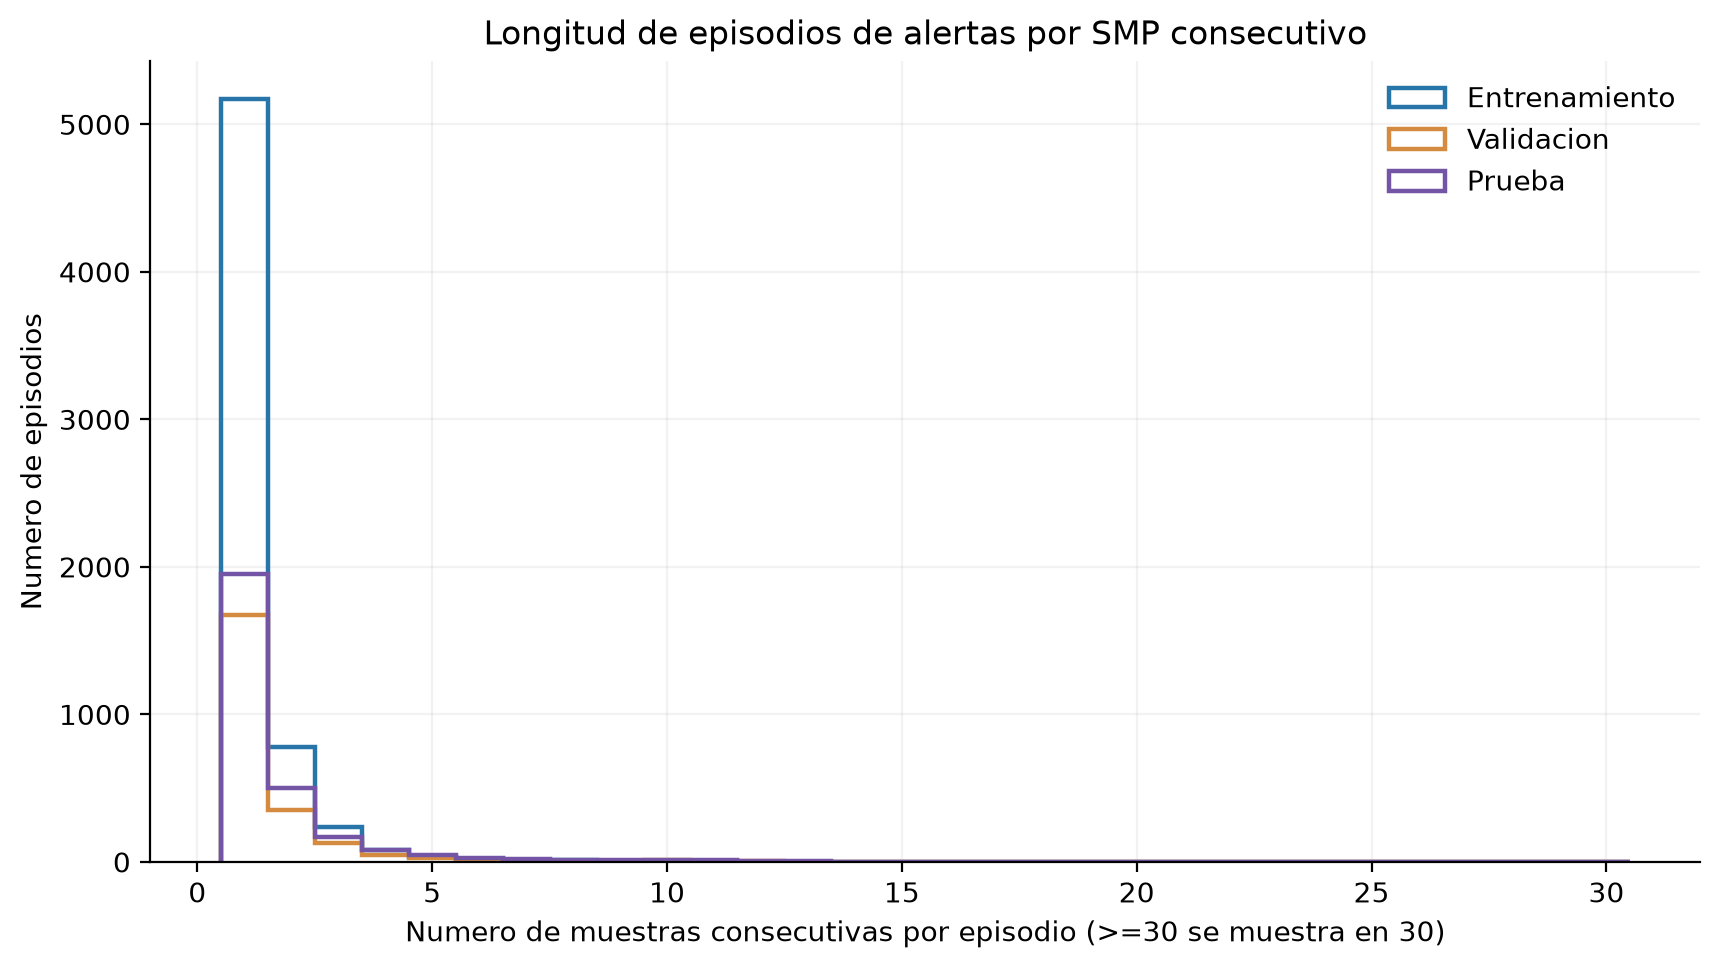 Longitud de episodios de alertas por SMP consecutivo
Entrenamiento
Validacion
Prueba
Numero de episodios
5000
4000
3000
2000
1000
0
0 5 10 15 20 25 30
Numero de muestras consecutivas por episodio (>=30 se muestra en 30)